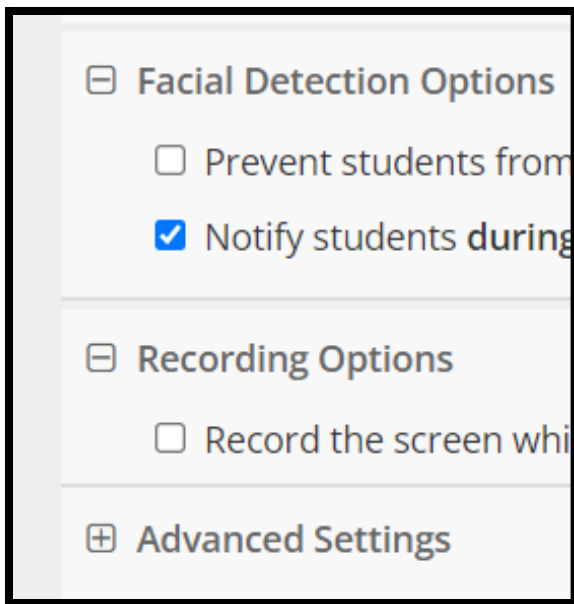 Facial Detection Options
Prevent students from
Notify students during
Recording Options
Record the screen whi
Advanced Settings